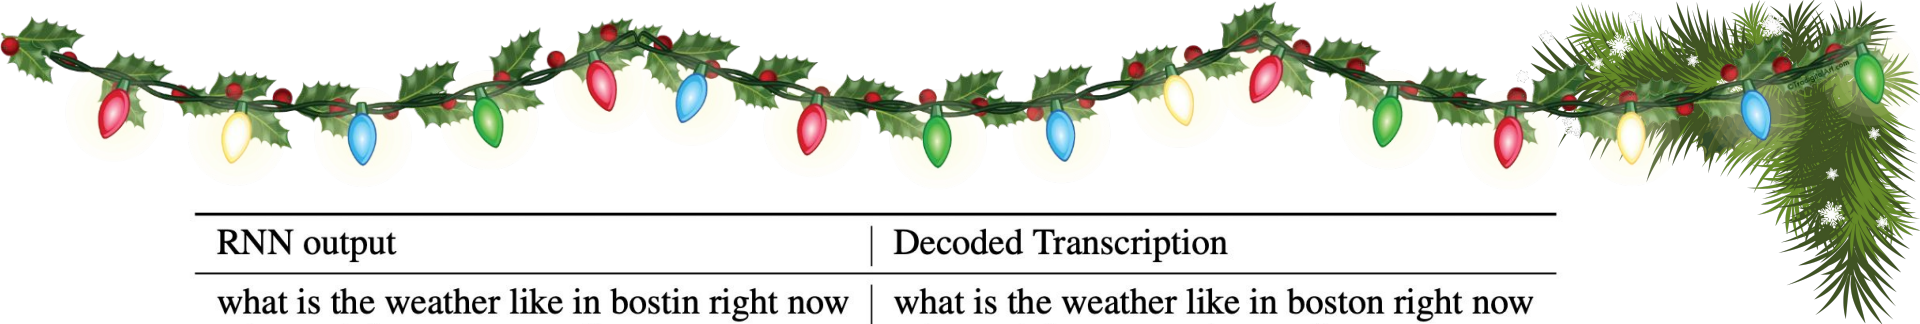 RNN output Decoded Transcription
what is the weather like in bostin right now what is the weather like in boston right now